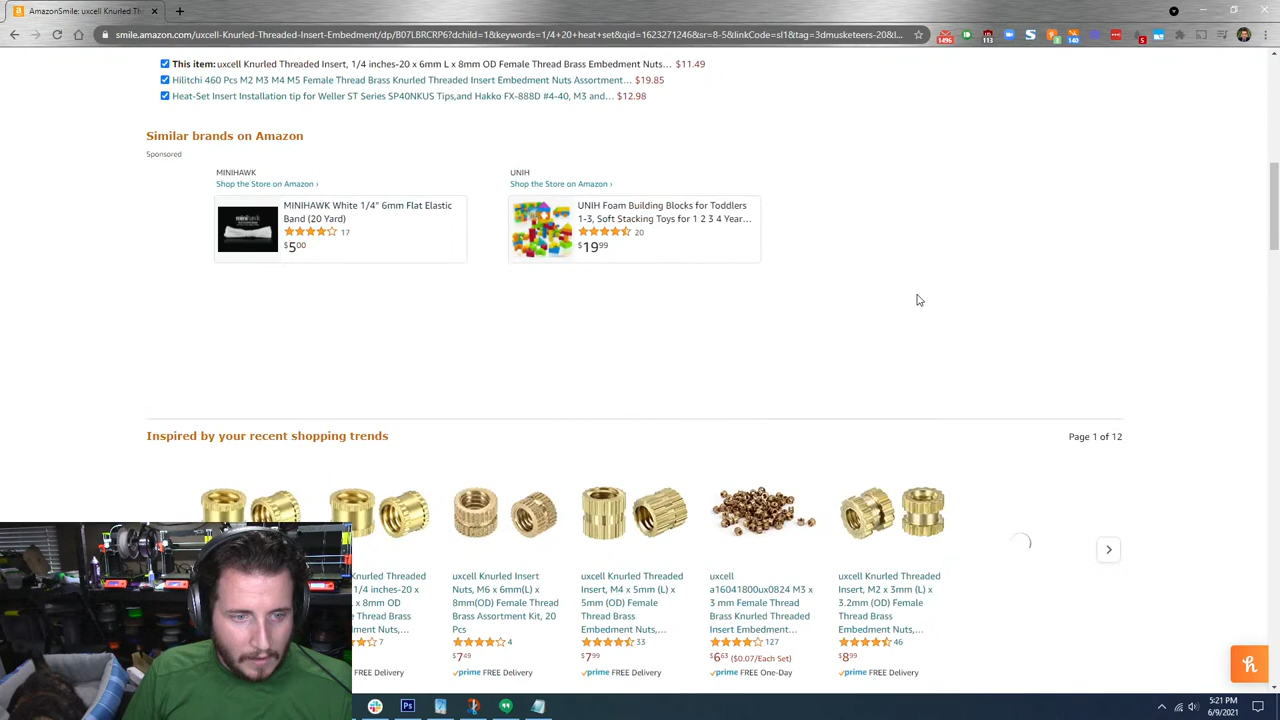 smile.amazon.com/uxcell-Knurled-Threaded-Insert-Embedment/dp/B07LBRCRP6?dchild=1&keywords=1/4+20+heat+set&qid=1623271246&sr=8-5&linkCode=sl1&tag=3dmusketeers-20&
1496
113
140
5
This item: uxcell Knurled Threaded Insert, 1/4 inches-20 x 6mm L x 8mm OD Female Thread Brass Embedment Nuts… $11.49
Hilitchi 460 Pcs M2 M3 M4 M5 Female Thread Brass Knurled Threaded Insert Embedment Nuts Assortment… $19.85
Heat-Set Insert Installation tip for Weller ST Series SP40NKUS Tips,and Hakko FX-888D #4-40, M3 and… $12.98
Similar brands on Amazon
Sponsored
MINIHAWK
Shop the Store on Amazon ›
MINIHAWK White 1/4" 6mm Flat Elastic
Band (20 Yard)
17
$5 00
UNIH
Shop the Store on Amazon ›
UNIH Foam Building Blocks for Toddlers
1-3, Soft Stacking Toys for 1 2 3 4 Year…
20
$19 99
Inspired by your recent shopping trends
Page 1 of 12
Knurled Threaded
1/4 inches-20 x
x 8mm OD
Thread Brass
Nuts,…
7
FREE Delivery
uxcell Knurled Insert
Nuts, M6 x 6mm(L) x
8mm(OD) Female Thread
Brass Assortment Kit, 20
Pcs
4
$7 49
prime FREE Delivery
uxcell Knurled Threaded
Insert, M4 x 5mm (L) x
5mm (OD) Female
Thread Brass
Embedment Nuts,…
33
$7 99
prime FREE Delivery
uxcell
a16041800ux0824 M3 x
3 mm Female Thread
Brass Knurled Threaded
Insert Embedment…
127
$6 63 ($0.07/Each Set)
prime FREE One-Day
uxcell Knurled Threaded
Insert, M2 x 3mm (L) x
3.2mm (OD) Female
Thread Brass
Embedment Nuts,…
46
$8 99
prime FREE Delivery
5:21 PM
6/9/2021